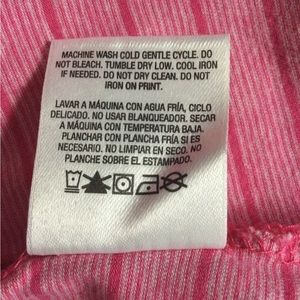 MACHINE WASH COLD GENTLE CYCLE. DO
NOT BLEACH. TUMBLE DRY LOW. COOL IRON
IF NEEDED. DO NOT DRY CLEAN. DO NOT
IRON ON PRINT.
LAVAR A MÁQUINA CON AGUA FRÍA, CICLO
DELICADO. NO USAR BLANQUEADOR. SECAR
A MÁQUINA CON TEMPERATURA BAJA.
PLANCHAR CON PLANCHA FRÍA SI ES
NECESARIO. NO LIMPIAR EN SECO. NO
PLANCHE SOBRE EL ESTAMPADO.